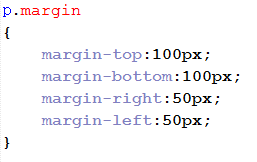 p.margin
{
margin-top:100px;
margin-bottom:100px;
margin-right:50px;
margin-left:50px;
}